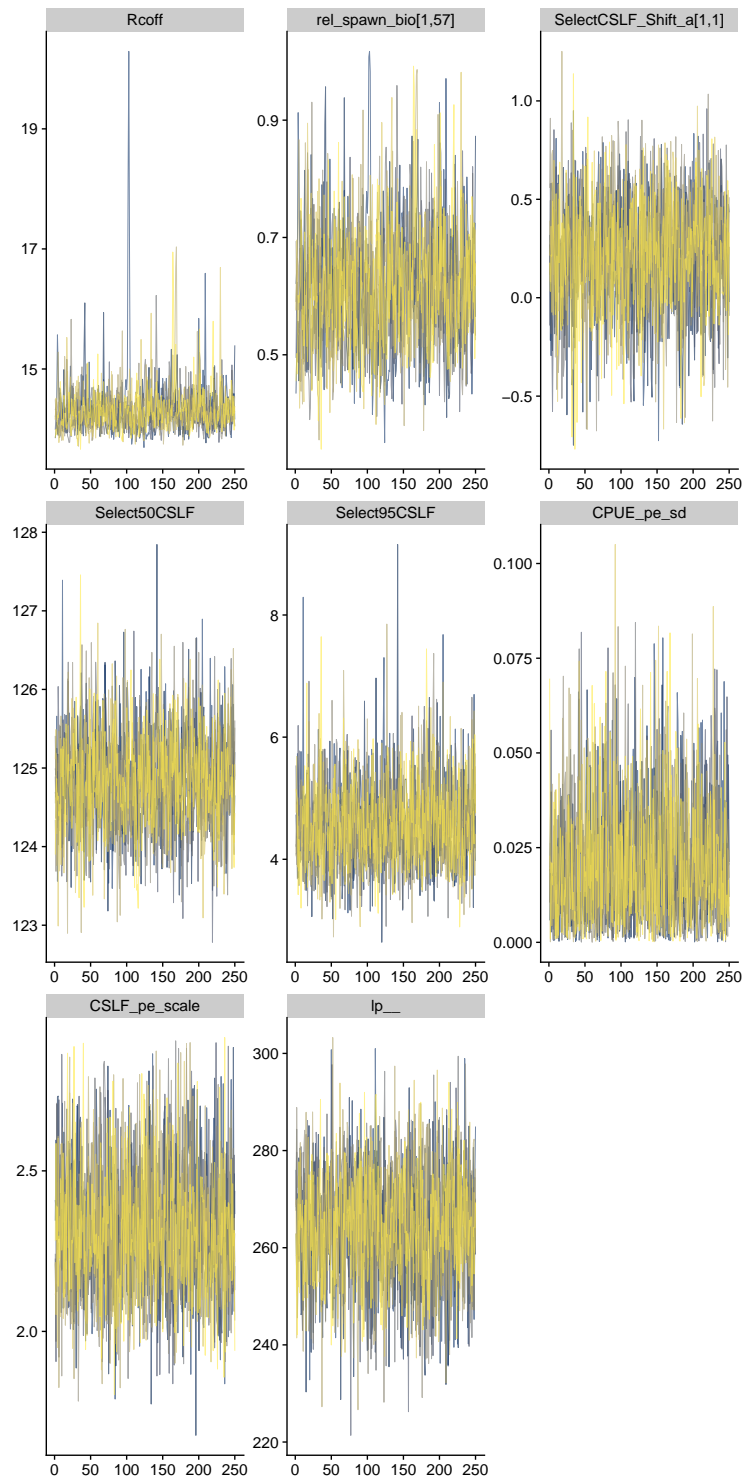 Rcoff
rel_spawn_bio[1,57]
SelectCSLF_Shift_a[1,1]
19
17
15
0 50 100 150 200 250
0.9
0.7
0.5
0 50 100 150 200 250
1.0
0.5
0.0
−0.5
0 50 100 150 200 250
Select50CSLF
Select95CSLF
CPUE_pe_sd
128
127
126
125
124
123
0 50 100 150 200 250
8
6
4
0 50 100 150 200 250
0.100
0.075
0.050
0.025
0.000
0 50 100 150 200 250
CSLF_pe_scale
lp__
2.5
2.0
0 50 100 150 200 250
300
280
260
240
220
0 50 100 150 200 250